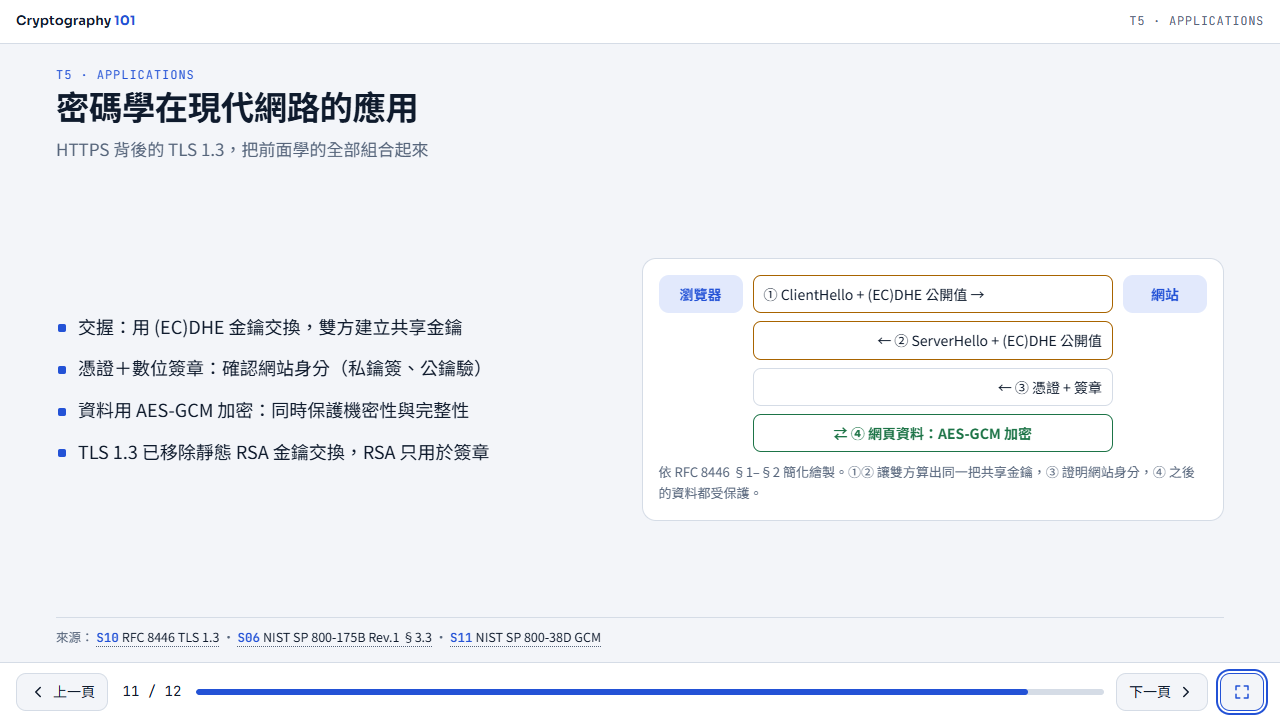 Cryptography 101
T5 · APPLICATIONS
T5 · APPLICATIONS
密碼學在現代網路的應用
HTTPS 背後的 TLS 1.3，把前面學的全部組合起來
交握：用 (EC)DHE 金鑰交換，雙方建立共享金鑰
憑證＋數位簽章：確認網站身分（私鑰簽、公鑰驗）
資料用 AES-GCM 加密：同時保護機密性與完整性
TLS 1.3 已移除靜態 RSA 金鑰交換，RSA 只用於簽章
瀏覽器
① ClientHello + (EC)DHE 公開值 →
網站
← ② ServerHello + (EC)DHE 公開值
← ③ 憑證 + 簽章
⇄ ④ 網頁資料：AES-GCM 加密
依 RFC 8446 §1–§2 簡化繪製。①② 讓雙方算出同一把共享金鑰，③ 證明網站身分，④ 之後
的資料都受保護。
來源： S10 RFC 8446 TLS 1.3 · S06 NIST SP 800-175B Rev.1 §3.3 · S11 NIST SP 800-38D GCM
上一頁
11 / 12
下一頁